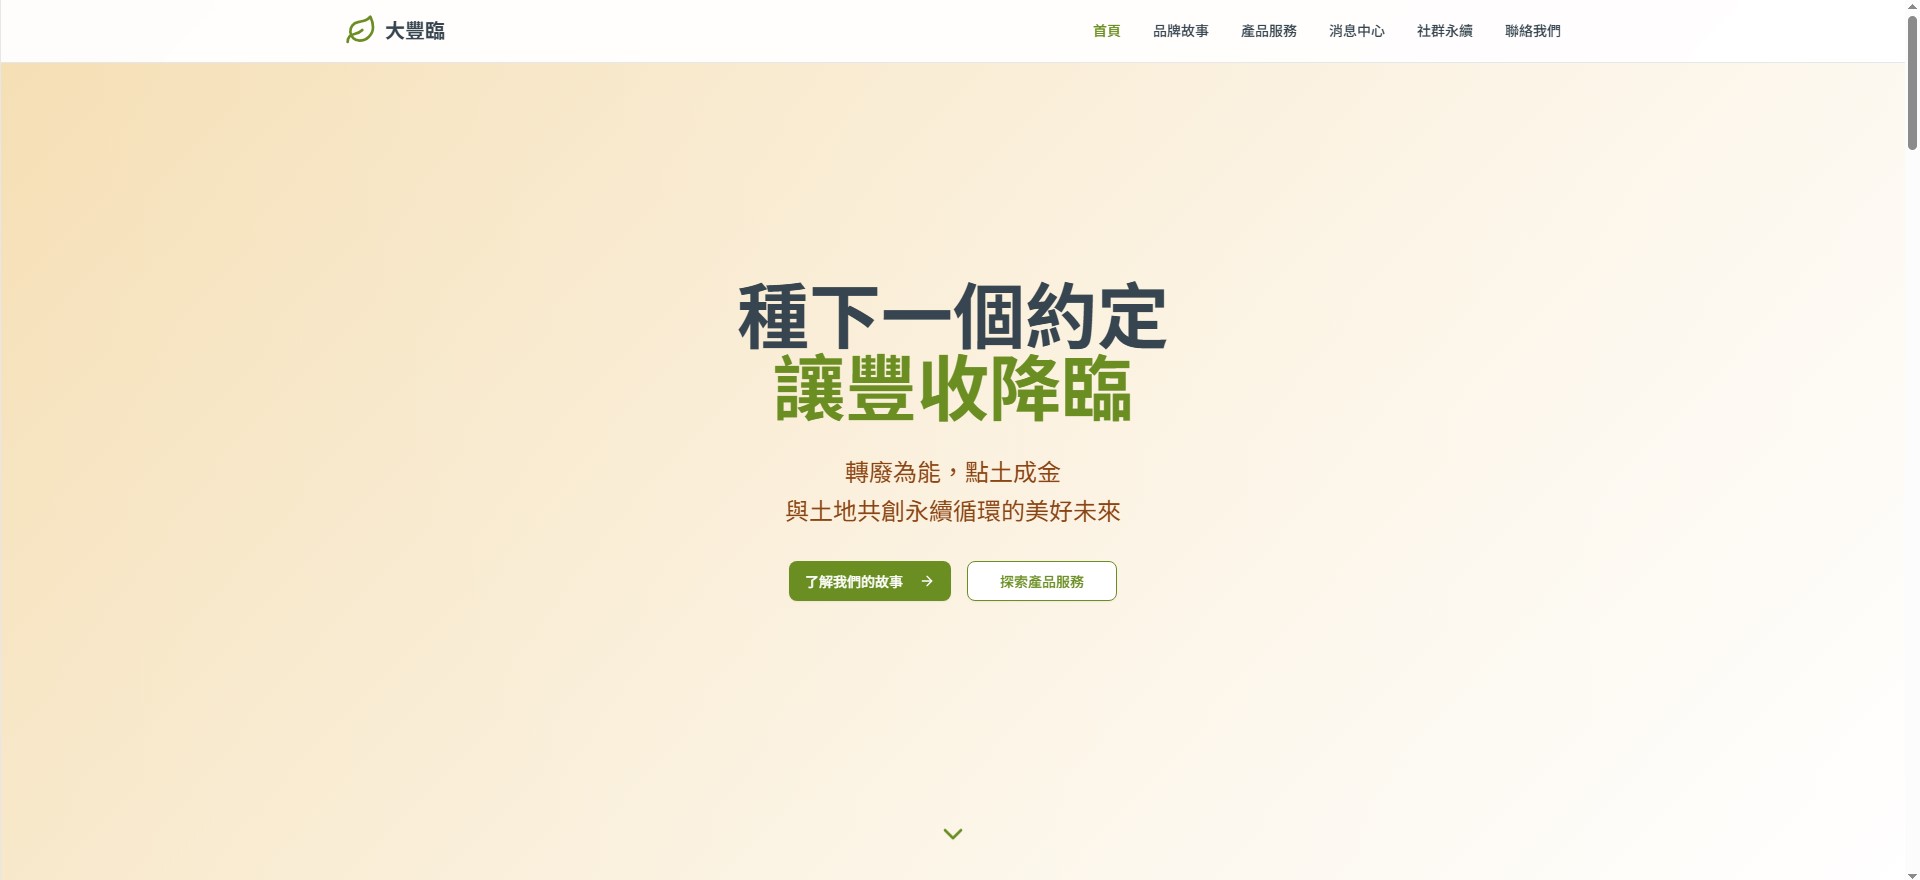 大豐臨
首頁
品牌故事
產品服務
消息中心
社群永續
聯絡我們
種下一個約定
讓豐收降臨
轉廢為能，點土成金
與土地共創永續循環的美好未來
了解我們的故事
探索產品服務